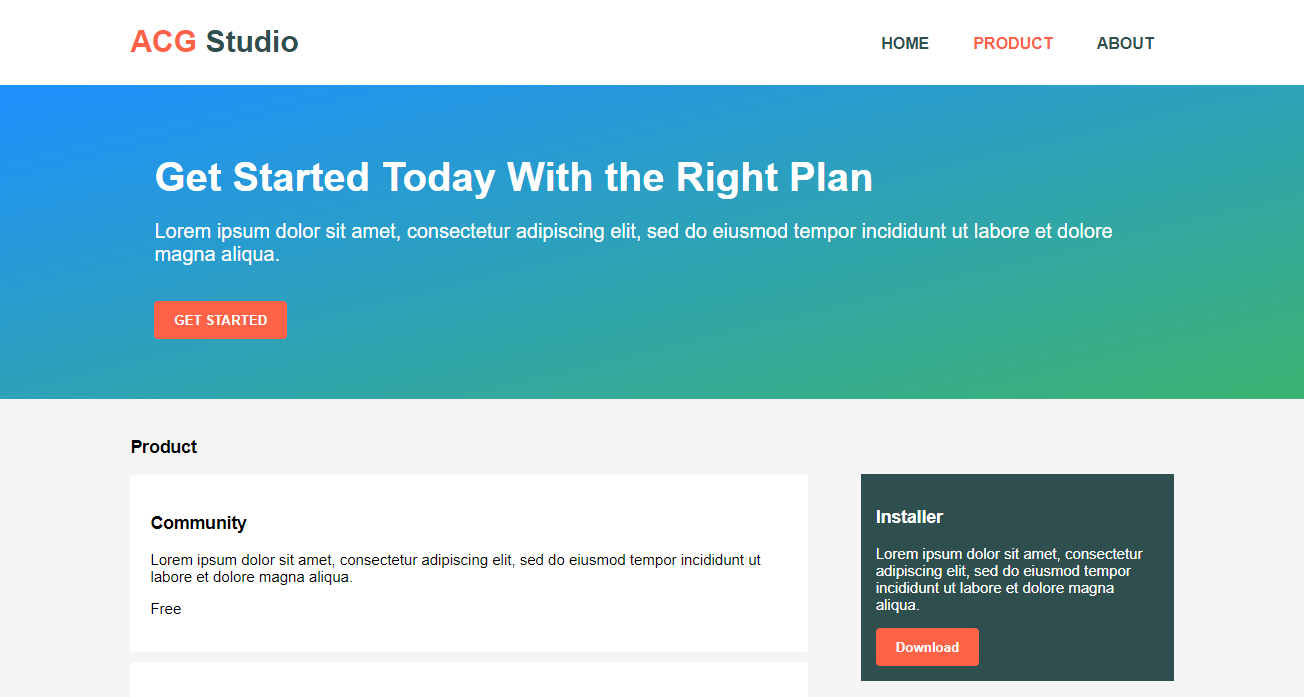 ACG Studio
HOME PRODUCT ABOUT
Get Started Today With the Right Plan
Lorem ipsum dolor sit amet, consectetur adipiscing elit, sed do eiusmod tempor incididunt ut labore et dolore
magna aliqua.
GET STARTED
Product
Community
Lorem ipsum dolor sit amet, consectetur adipiscing elit, sed do eiusmod tempor incididunt ut
labore et dolore magna aliqua.
Free
Installer
Lorem ipsum dolor sit amet, consectetur
adipiscing elit, sed do eiusmod tempor
incididunt ut labore et dolore magna
aliqua.
Download